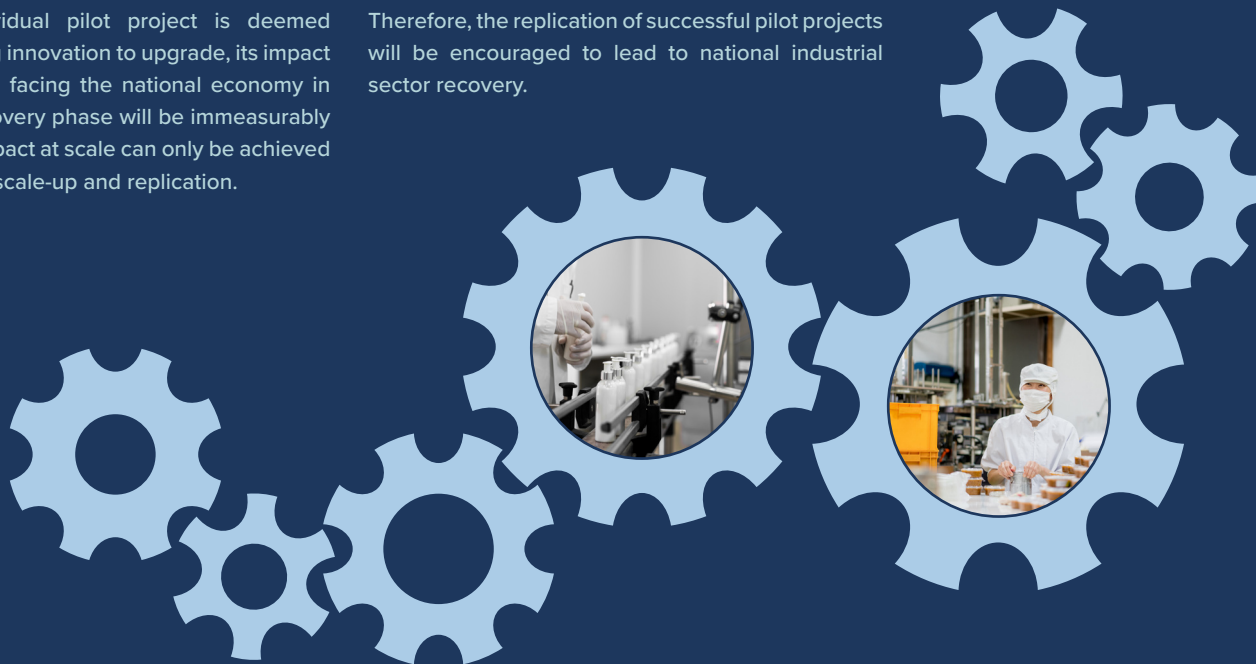 vidual pilot project is deemed
innovation to upgrade, its impact
facing the national economy in
overy phase will be immeasurably
pact at scale can only be achieved
scale-up and replication.
Therefore, the replication of successful pilot projects
will be encouraged to lead to national industrial
sector recovery.